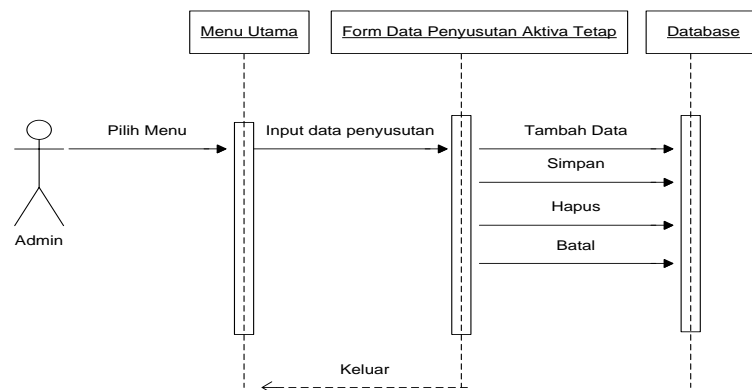 Menu Utama
Form Data Penyusutan Aktiva Tetap
Database
Pilih Menu
Input data penyusutan
Tambah Data
Simpan
Hapus
Batal
Admin
Keluar